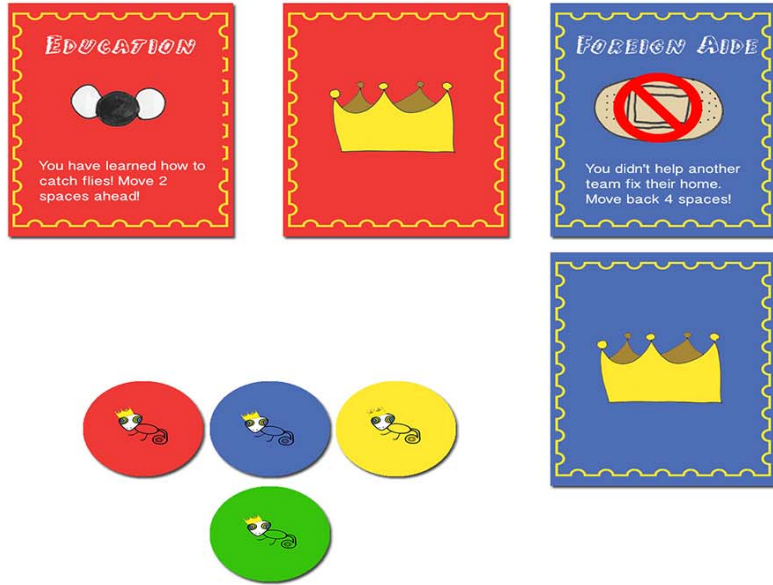 EDUCATION
You have learned how to
catch flies! Move 2
spaces ahead!
FOREIGN AIDE
You didn't help another
team fix their home.
Move back 4 spaces!